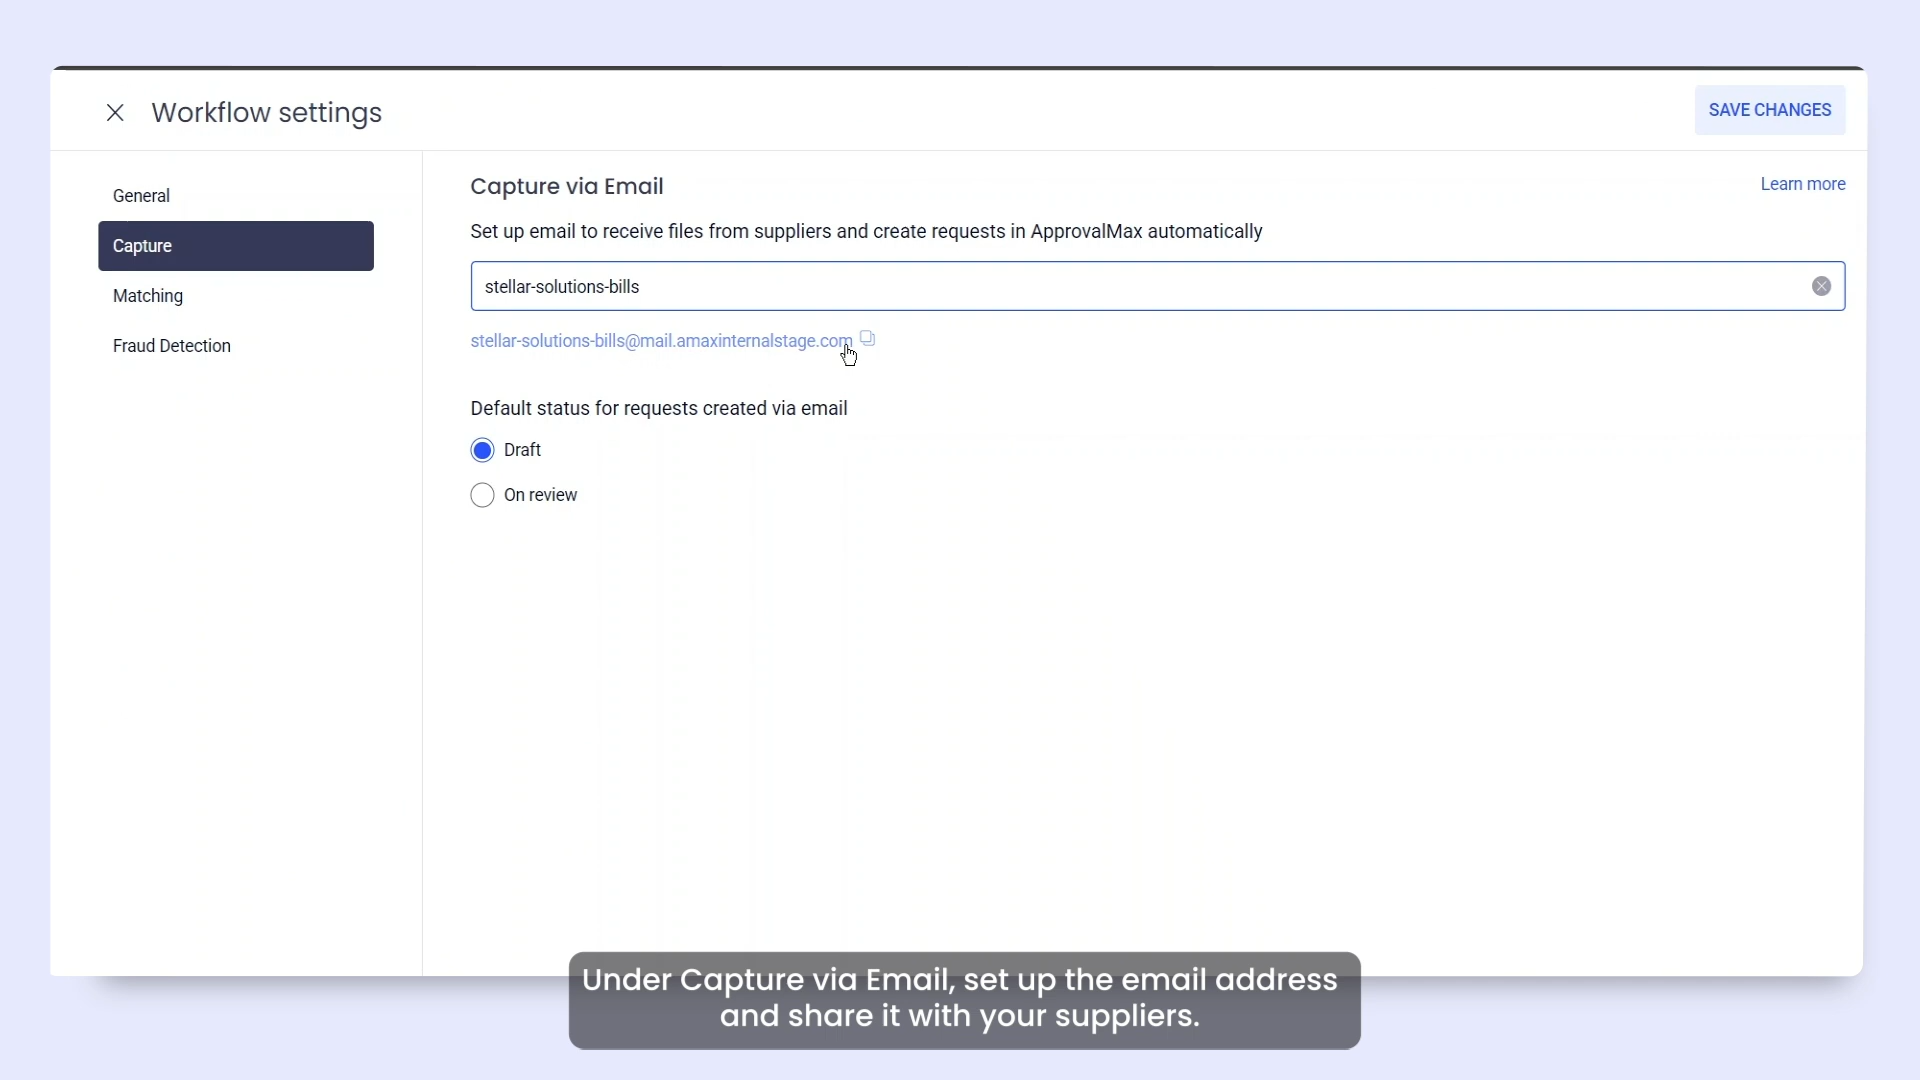 Workflow settings
SAVE CHANGES
General
Capture
Matching
Fraud Detection
Capture via Email
Learn more
Set up email to receive files from suppliers and create requests in ApprovalMax automatically
stellar-solutions-bills
stellar-solutions-bills@mail.amaxinternalstage.com
Default status for requests created via email
Draft
On review
Under Capture via Email, set up the email address
and share it with your suppliers.